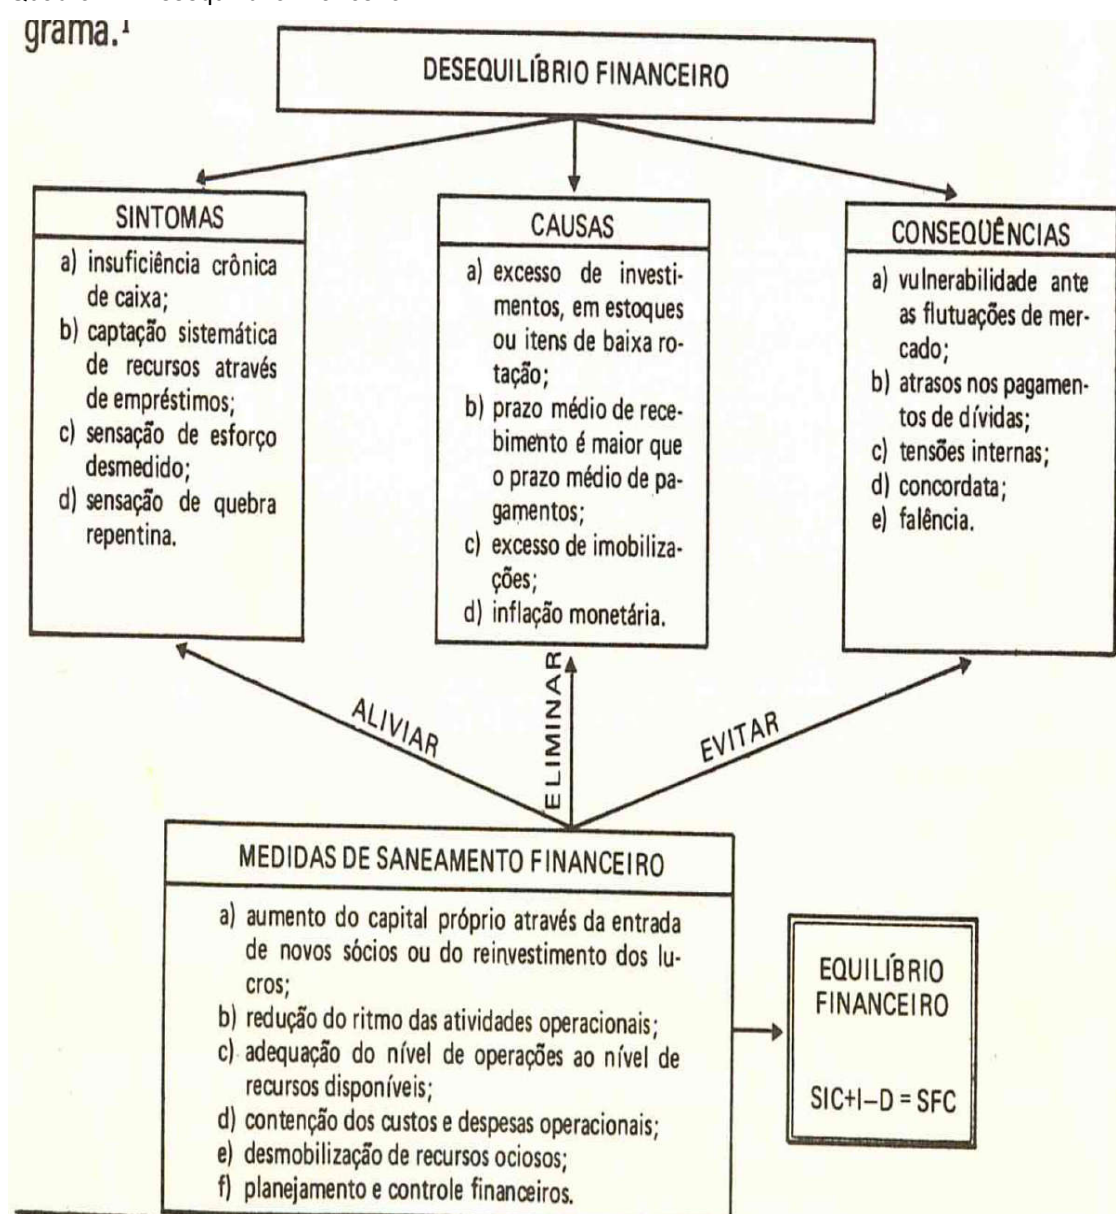 grama.¹
DESEQUILÍBRIO FINANCEIRO
SINTOMAS
a) insuficiência crônica
de caixa;
b) captação sistemática
de recursos através
de empréstimos;
c) sensação de esforço
desmedido;
d) sensação de quebra
repentina.
CAUSAS
a) excesso de investi-
mentos, em estoques
ou itens de baixa ro-
tação;
b) prazo médio de rece-
bimento é maior que
o prazo médio de pa-
gamentos;
c) excesso de imobiliza-
ções;
d) inflação monetária.
CONSEQÜÊNCIAS
a) vulnerabilidade ante
as flutuações de mer-
cado;
b) atrasos nos pagamen-
tos de dívidas;
c) tensões internas;
d) concordata;
e) falência.
ALIVIAR
ELIMINAR
EVITAR
MEDIDAS DE SANEAMENTO FINANCEIRO
a) aumento do capital próprio através da entrada
de novos sócios ou do reinvestimento dos lu-
cros;
b) redução do ritmo das atividades operacionais;
c) adequação do nível de operações ao nível de
recursos disponíveis;
d) contenção dos custos e despesas operacionais;
e) desmobilização de recursos ociosos;
f) planejamento e controle financeiros.
EQUILÍBRIO
FINANCEIRO
SIC+I–D = SFC